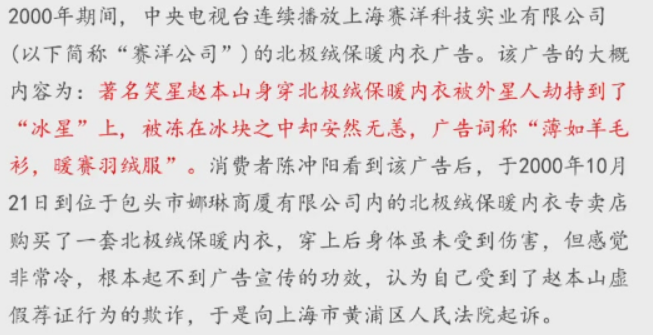 2000年期间，中央电视台连续播放上海赛洋科技实业有限公司
(以下简称“赛洋公司”)的北极绒保暖内衣广告。该广告的大概
内容为：著名笑星赵本山身穿北极绒保暖内衣被外星人劫持到了
“冰星”上，被冻在冰块之中却安然无恙，广告词称“薄如羊毛
衫，暖赛羽绒服”。消费者陈冲阳看到该广告后，于2000年10月
21日到位于包头市娜琳商厦有限公司内的北极绒保暖内衣专卖店
购买了一套北极绒保暖内衣，穿上后身体虽未受到伤害，但感觉
非常冷，根本起不到广告宣传的功效，认为自己受到了赵本山虚
假荐证行为的欺诈，于是向上海市黄浦区人民法院起诉。